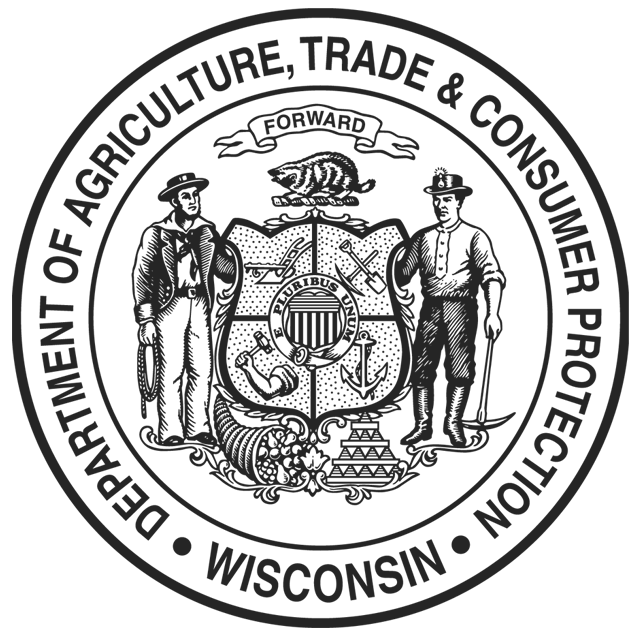 DEPARTMENT OF AGRICULTURE, TRADE & CONSUMER PROTECTION
• WISCONSIN •
FORWARD
E PLURIBUS UNUM